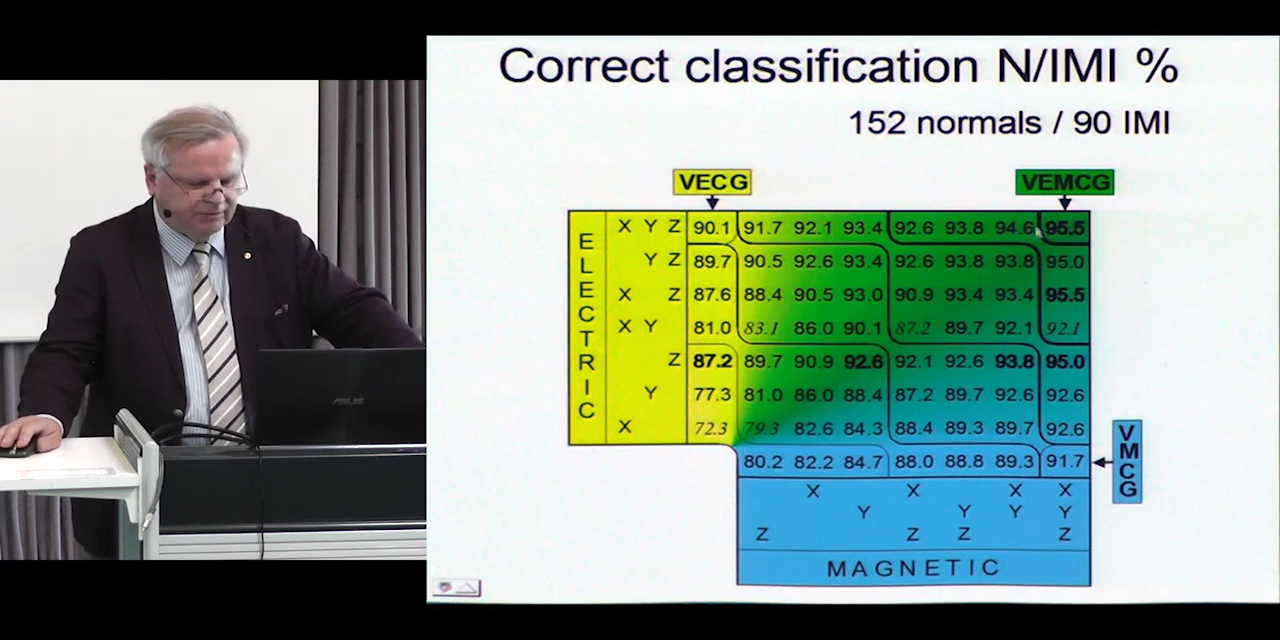 Correct classification N/IMI %
152 normals / 90 IMI
VECG VEMCG
ELECTRIC
X Y Z 90.1 91.7 92.1 93.4 92.6 93.8 94.6 95.5
Y Z 89.7 90.5 92.6 93.4 92.6 93.8 93.8 95.0
X Z 87.6 88.4 90.5 93.0 90.9 93.4 93.4 95.5
X Y 81.0 83.1 86.0 90.1 87.2 89.7 92.1 92.1
Z 87.2 89.7 90.9 92.6 92.1 92.6 93.8 95.0
Y 77.3 81.0 86.0 88.4 87.2 89.7 92.6 92.6
X 72.3 79.3 82.6 84.3 88.4 89.3 89.7 92.6
80.2 82.2 84.7 88.0 88.8 89.3 91.7
VMCG
X X X X
Y Y Y Y
Z Z Z Z
MAGNETIC
ASUS